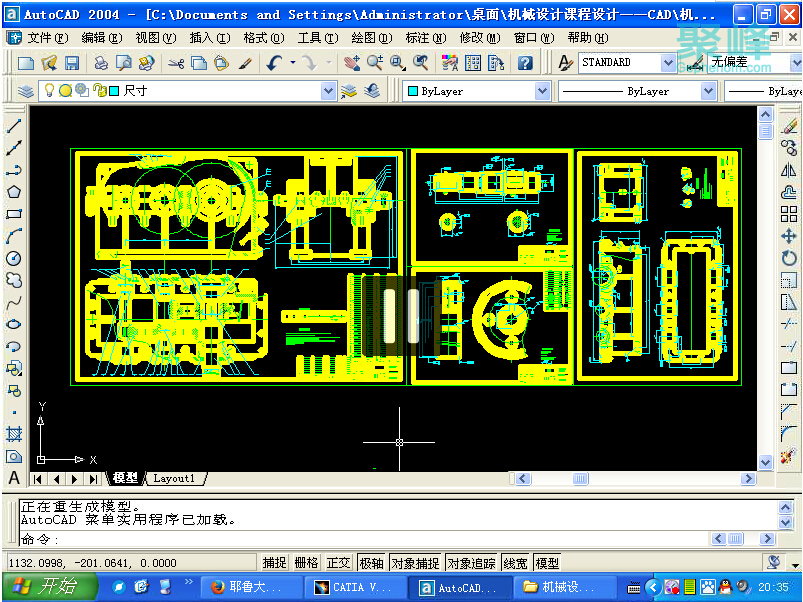 AutoCAD 2004 - [C:\Documents and Settings\Administrator\桌面\机械设计课程设计——CAD\机...
文件(F) 编辑(E) 视图(V) 插入(I) 格式(O) 工具(T) 绘图(D) 标注(N) 修改(M) 窗口(W) 帮助(H)
聚峰
STANDARD 无偏差
尺寸 ByLayer ByLayer ByLaye
Y
X
模型 Layout1
正在重生成模型。
AutoCAD 菜单实用程序已加载。
命令:
1132.0998, -201.0641, 0.0000 捕捉 栅格 正交 极轴 对象捕捉 对象追踪 线宽 模型
开始 耶鲁大... CATIA V... AutoCAD... 机械设... 20:35